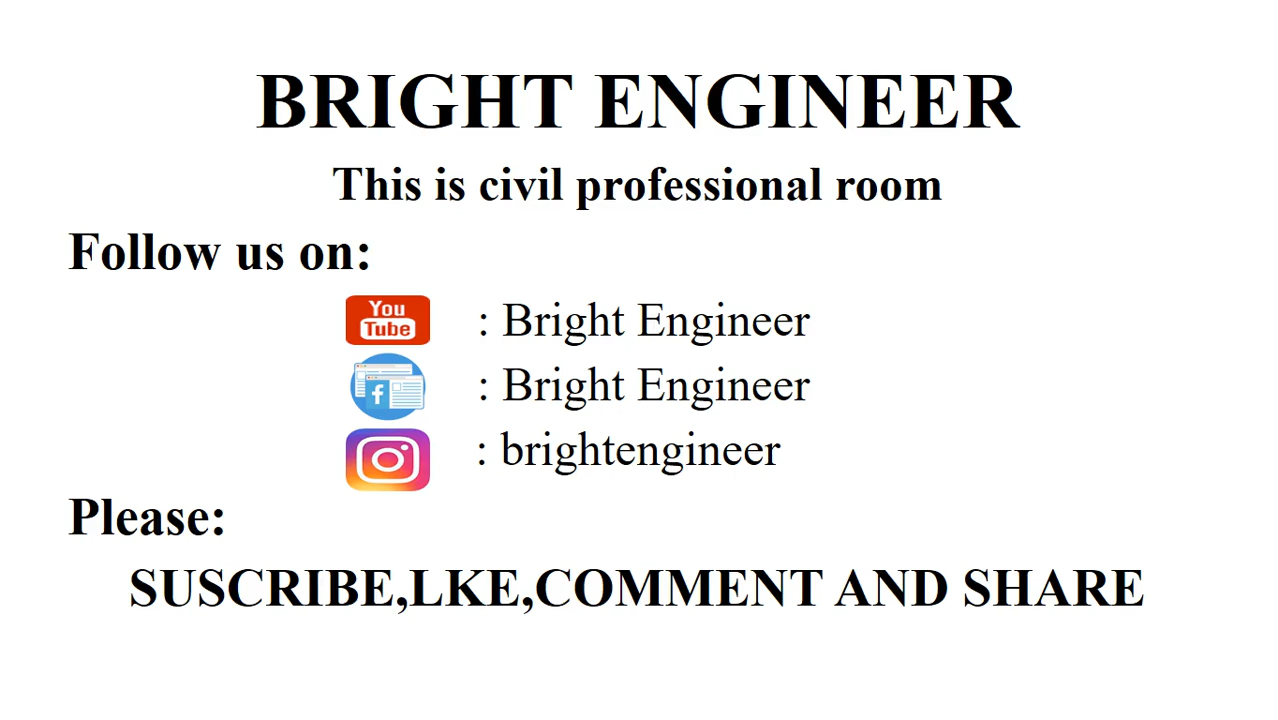 BRIGHT ENGINEER
This is civil professional room
Follow us on:
You
Tube
: Bright Engineer
f
: Bright Engineer
: brightengineer
Please:
SUSCRIBE,LKE,COMMENT AND SHARE